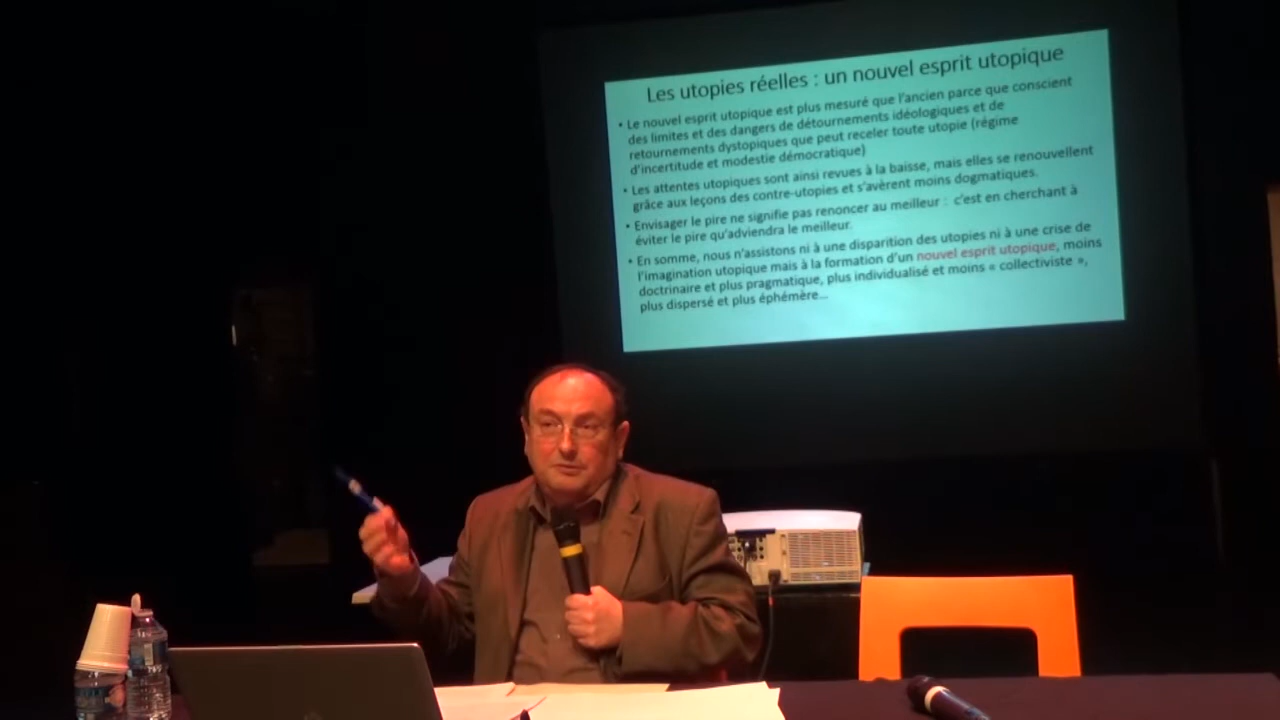 Les utopies réelles : un nouvel esprit utopique
• Le nouvel esprit utopique est plus mesuré que l'ancien parce que conscient
des limites et des dangers de détournements idéologiques et de
retournements dystopiques que peut receler toute utopie (régime
d'incertitude et modestie démocratique)
• Les attentes utopiques sont ainsi revues à la baisse, mais elles se renouvellent
grâce aux leçons des contre-utopies et s'avèrent moins dogmatiques.
• Envisager le pire ne signifie pas renoncer au meilleur : c'est en cherchant à
éviter le pire qu'adviendra le meilleur.
• En somme, nous n'assistons ni à une disparition des utopies ni à une crise de
l'imagination utopique mais à la formation d'un nouvel esprit utopique, moins
doctrinaire et plus pragmatique, plus individualisé et moins « collectiviste »,
plus dispersé et plus éphémère...